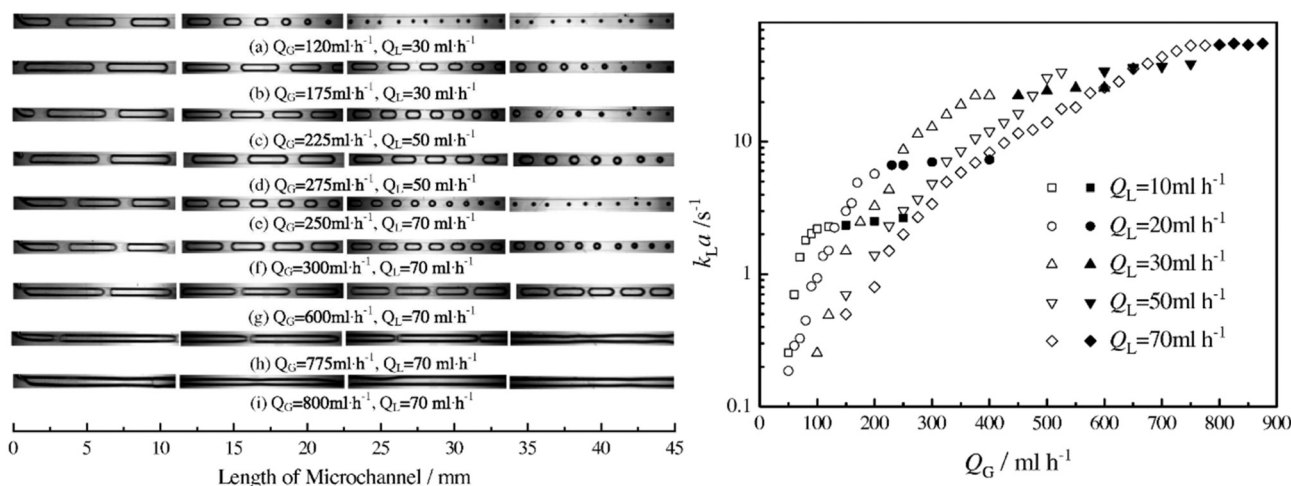 (a) Q_G=120ml·h⁻¹, Q_L=30 ml·h⁻¹
(b) Q_G=175ml·h⁻¹, Q_L=30 ml·h⁻¹
(c) Q_G=225ml·h⁻¹, Q_L=50 ml·h⁻¹
(d) Q_G=275ml·h⁻¹, Q_L=50 ml·h⁻¹
(e) Q_G=250ml·h⁻¹, Q_L=70 ml·h⁻¹
(f) Q_G=300ml·h⁻¹, Q_L=70 ml·h⁻¹
(g) Q_G=600ml·h⁻¹, Q_L=70 ml·h⁻¹
(h) Q_G=775ml·h⁻¹, Q_L=70 ml·h⁻¹
(i) Q_G=800ml·h⁻¹, Q_L=70 ml·h⁻¹
0 5 10 15 20 25 30 35 40 45
Length of Microchannel / mm
k_L a /s⁻¹
10
1
0.1
Q_L=10ml h⁻¹
Q_L=20ml h⁻¹
Q_L=30ml h⁻¹
Q_L=50ml h⁻¹
Q_L=70ml h⁻¹
0 100 200 300 400 500 600 700 800 900
Q_G / ml h⁻¹